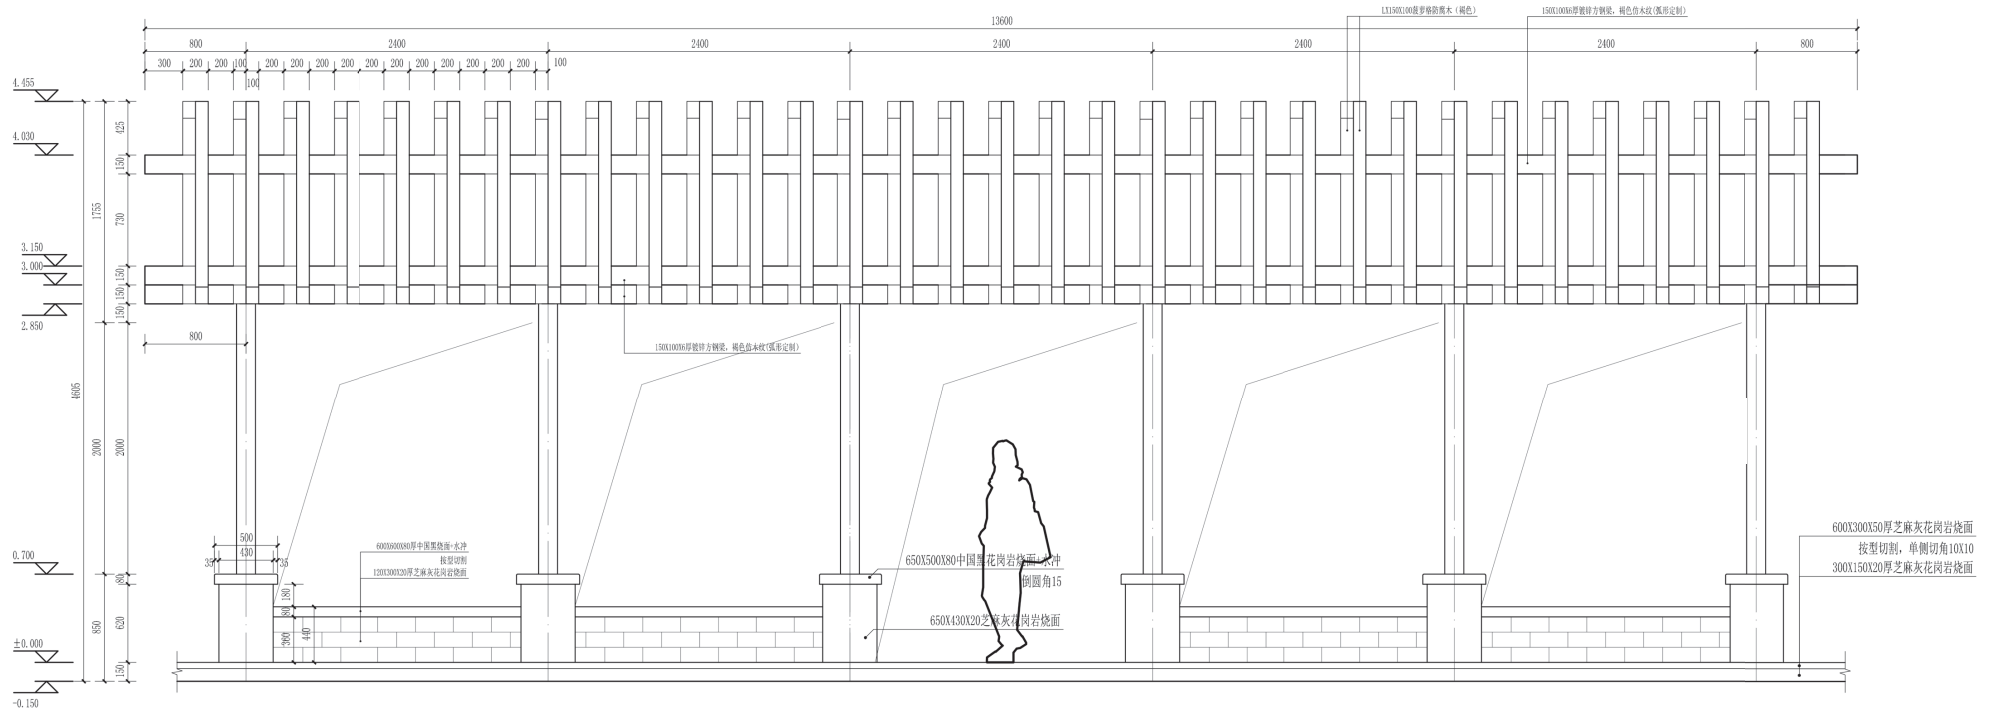 LX150X100菠萝格防腐木（褐色）
150X100X6厚镀锌方钢梁，褐色仿木纹(弧形定制)
13600
800 2400 2400 2400 2400 2400 800
300 200 200 100 200 200 200 200 200 200 200 200 200 200 200 100
100
4.455
425
4.030
150
1755
730
3.150
3.000
150
150
150
2.850
800
150X100X6厚镀锌方钢梁，褐色仿木纹(弧形定制)
4605
2000
2000
500
430
35 35
600X600X80厚中国黑烧面+水冲
按型切割
120X300X20厚芝麻灰花岗岩烧面
650X500X80中国黑花岗岩烧面+水冲
倒圆角15
650X430X20芝麻灰花岗岩烧面
600X300X50厚芝麻灰花岗岩烧面
按型切割，单侧切角10X10
300X150X20厚芝麻灰花岗岩烧面
0.700
80
180
80
850
620
360
440
±0.000
150
-0.150